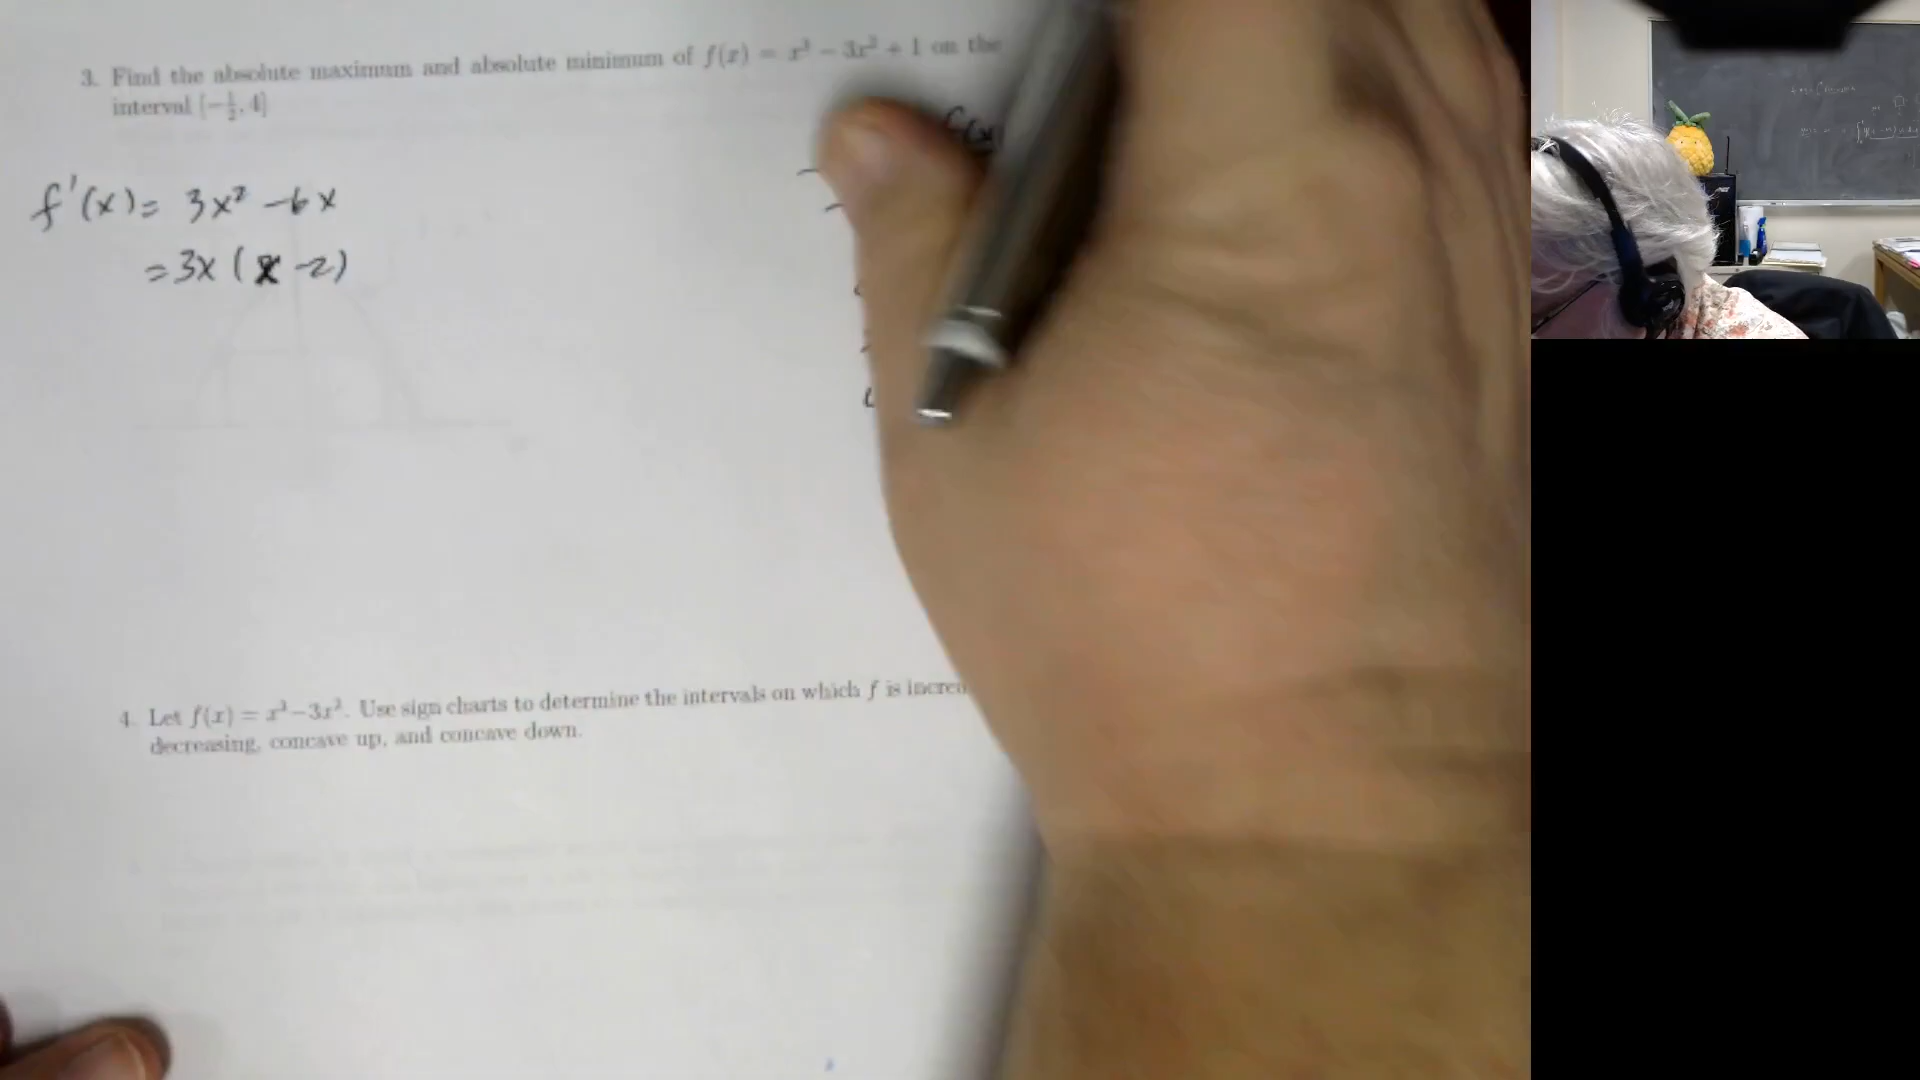 3. Find the absolute maximum and absolute minimum of f(x) = x³ − 3x² + 1 on the
interval [−1/2, 4]
f(x
f'(x) = 3x² −6x
= 3x (x −2)
4. Let f(x) = x³−3x². Use sign charts to determine the intervals on which f is increa
decreasing, concave up, and concave down.